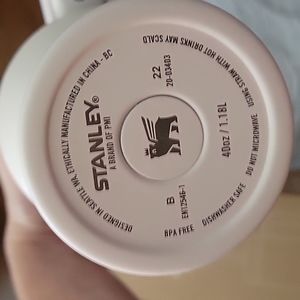 STANLEY®
A BRAND OF PMI
DESIGNED IN SEATTLE WA, ETHICALLY MANUFACTURED IN CHINA - BC
22
20-03403
USING STRAW WITH HOT DRINKS MAY SCALD
40oz / 1.18L
DO NOT MICROWAVE
DISHWASHER SAFE
BPA FREE
B
EN12546-1